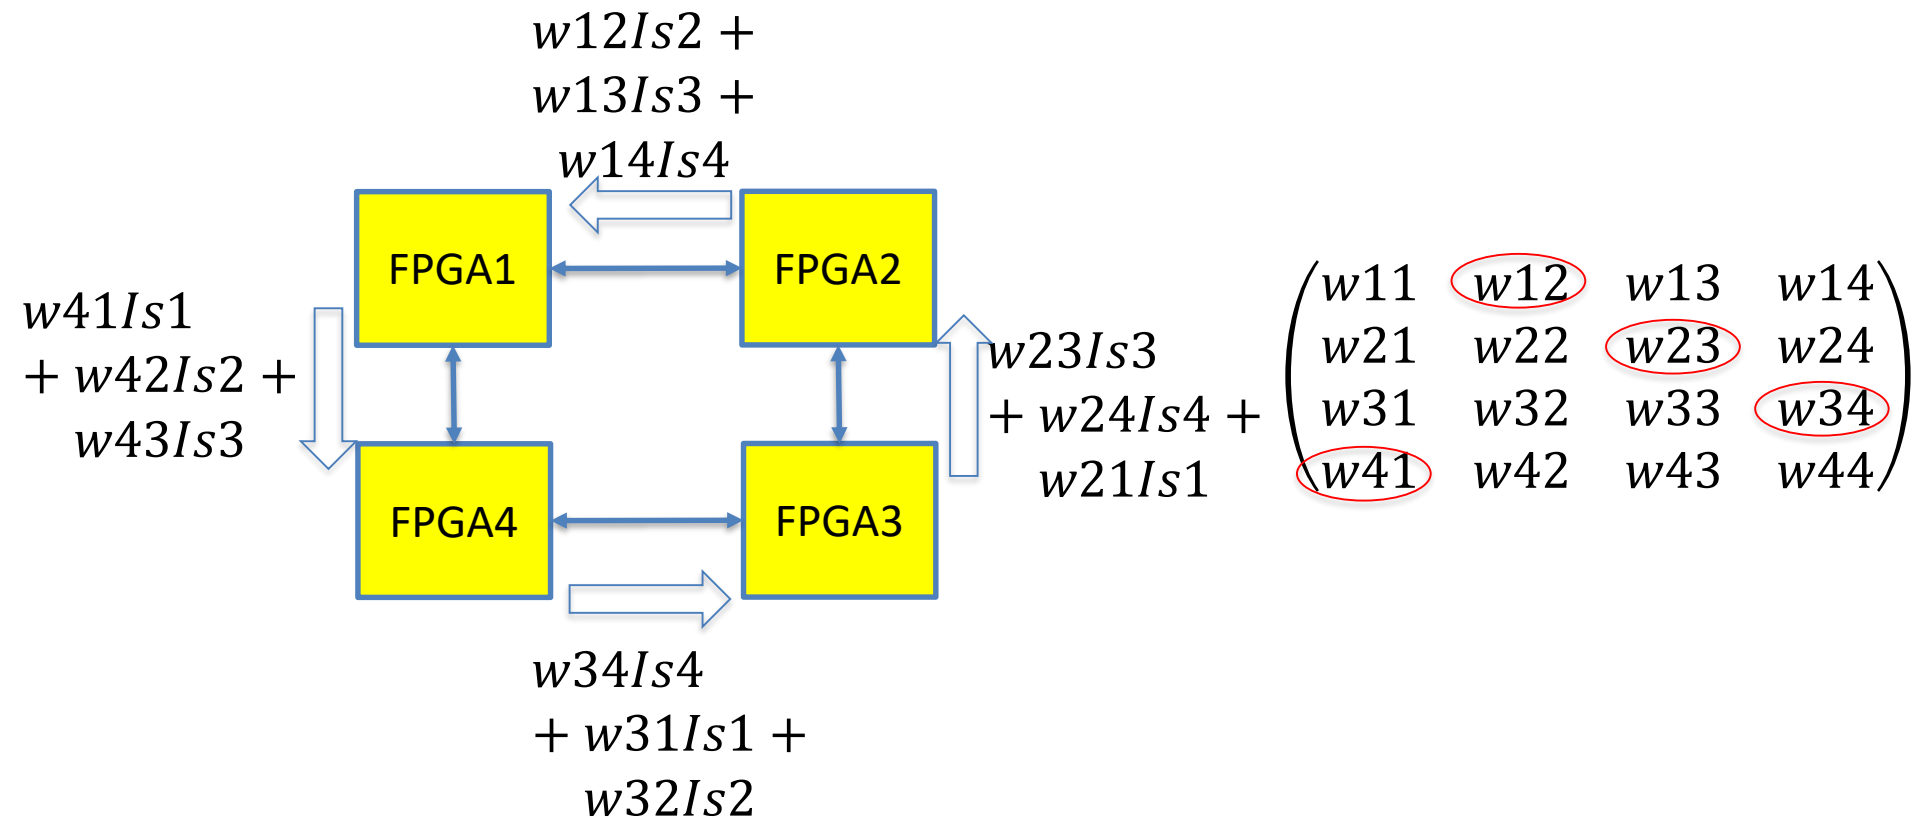 w12Is2 +
w13Is3 +
w14Is4
FPGA1
FPGA2
w41Is1
+ w42Is2 +
w43Is3
w23Is3
+ w24Is4 +
w21Is1
FPGA4
FPGA3
w34Is4
+ w31Is1 +
w32Is2
w11 w12 w13 w14
w21 w22 w23 w24
w31 w32 w33 w34
w41 w42 w43 w44